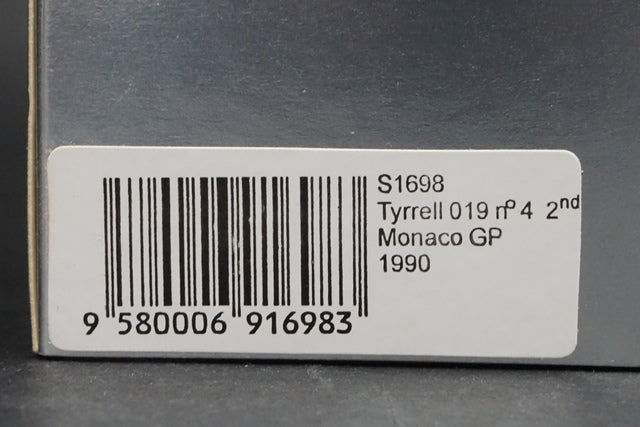 S1698
Tyrrell 019 nº 4 2nd
Monaco GP
1990
9 580006 916983